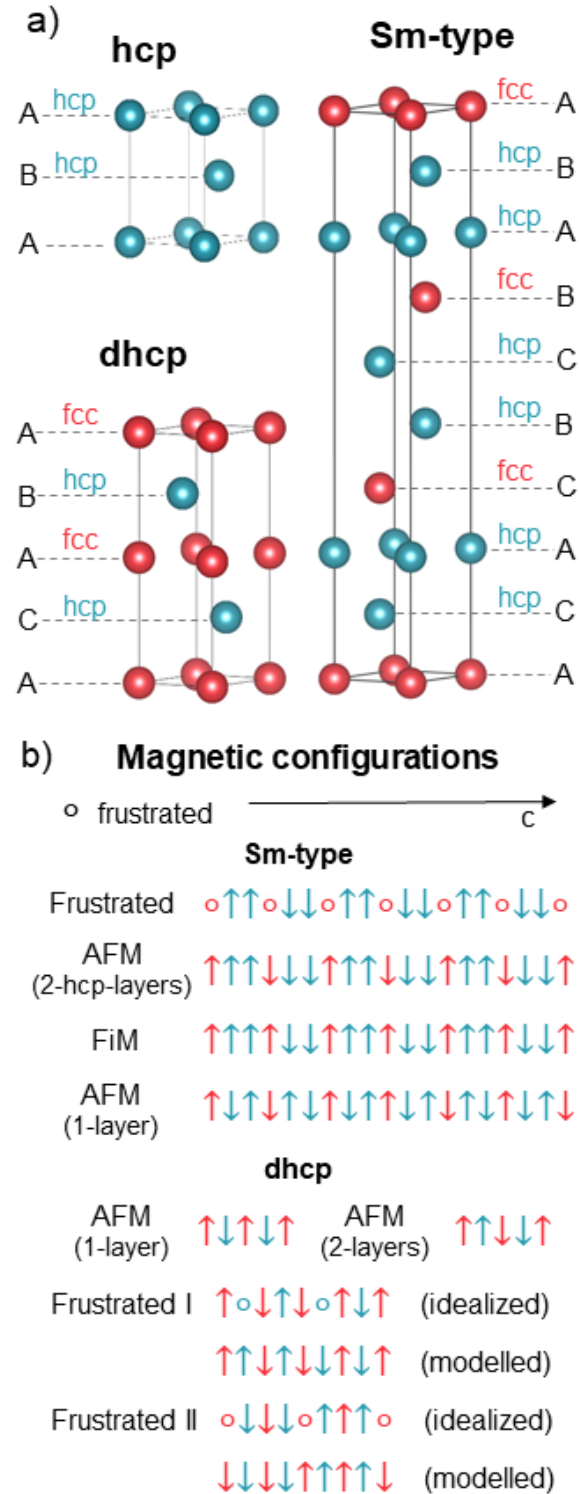 a)
hcp
Sm-type
A hcp
B hcp
A
fcc A
hcp B
hcp A
fcc B
hcp C
hcp B
fcc C
hcp A
hcp C
A
dhcp
A fcc
B hcp
A fcc
C hcp
A
b) Magnetic configurations
o frustrated
c
Sm-type
Frustrated o↑↑o↓↓o↑↑o↓↓o↑↑o↓↓o
AFM
(2-hcp-layers) ↑↑↑↓↓↓↑↑↑↓↓↓↑↑↑↓↓↓↑
FiM ↑↑↑↑↓↓↑↑↑↑↓↓↑↑↑↑↓↓↑
AFM
(1-layer) ↑↓↑↓↑↓↑↓↑↓↑↓↑↓↑↓↑↓
dhcp
AFM
(1-layer) ↑↓↑↓↑
AFM
(2-layers) ↑↑↓↓↑
Frustrated I ↑o↓↑↓o↑↓↑ (idealized)
↑↑↓↑↓↓↑↓↑ (modelled)
Frustrated II o↓↓↓o↑↑↑o (idealized)
↓↓↓↓↑↑↑↑↓ (modelled)